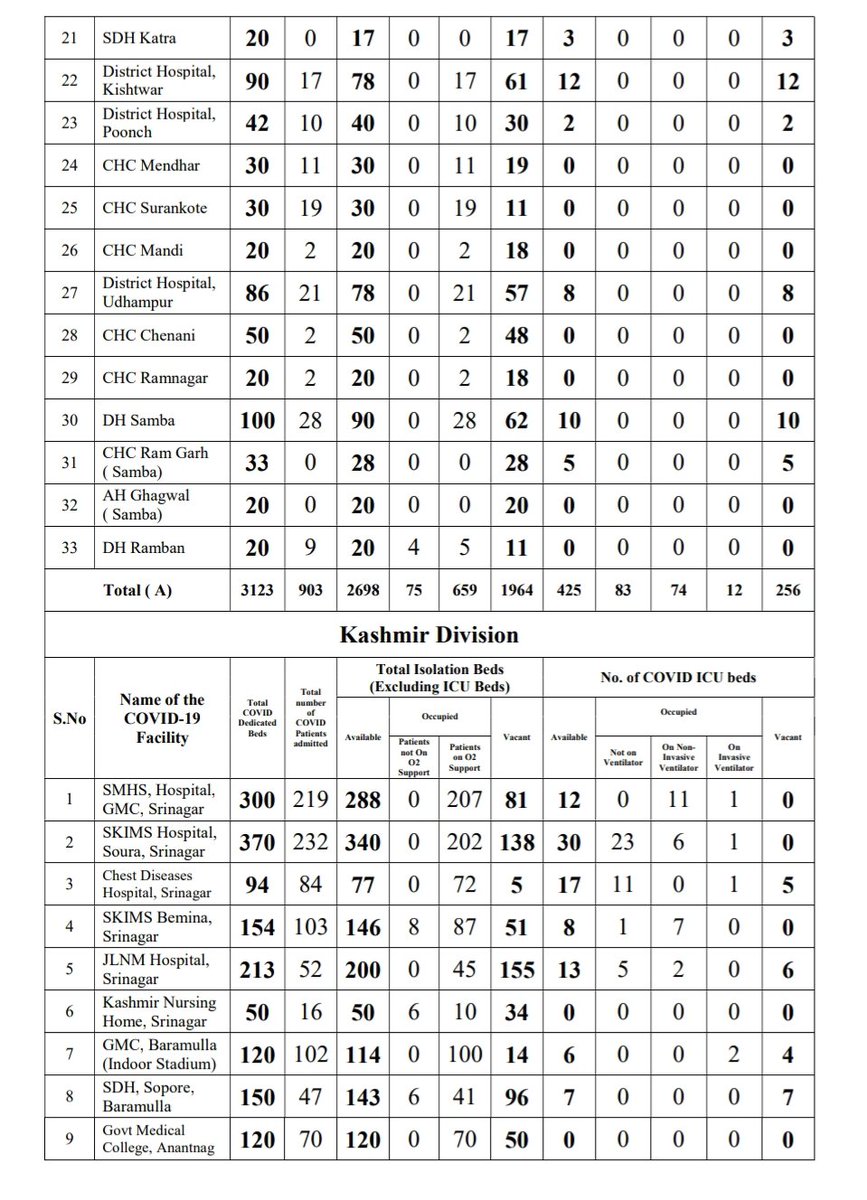 21 SDH Katra 20 0 17 0 0 17 3 0 0 0 3
22 District Hospital, Kishtwar 90 17 78 0 17 61 12 0 0 0 12
23 District Hospital, Poonch 42 10 40 0 10 30 2 0 0 0 2
24 CHC Mendhar 30 11 30 0 11 19 0 0 0 0 0
25 CHC Surankote 30 19 30 0 19 11 0 0 0 0 0
26 CHC Mandi 20 2 20 0 2 18 0 0 0 0 0
27 District Hospital, Udhampur 86 21 78 0 21 57 8 0 0 0 8
28 CHC Chenani 50 2 50 0 2 48 0 0 0 0 0
29 CHC Ramnagar 20 2 20 0 2 18 0 0 0 0 0
30 DH Samba 100 28 90 0 28 62 10 0 0 0 10
31 CHC Ram Garh ( Samba) 33 0 28 0 0 28 5 0 0 0 5
32 AH Ghagwal ( Samba) 20 0 20 0 0 20 0 0 0 0 0
33 DH Ramban 20 9 20 4 5 11 0 0 0 0 0
Total ( A) 3123 903 2698 75 659 1964 425 83 74 12 256
Kashmir Division
S.No
Name of the COVID-19 Facility
Total COVID Dedicated Beds
Total number of COVID Patients admitted
Total Isolation Beds (Excluding ICU Beds)
No. of COVID ICU beds
Available
Occupied
Vacant
Available
Occupied
Vacant
Patients not On O2 Support
Patients on O2 Support
Not on Ventilator
On Non-Invasive Ventilator
On Invasive Ventilator
1 SMHS, Hospital, GMC, Srinagar 300 219 288 0 207 81 12 0 11 1 0
2 SKIMS Hospital, Soura, Srinagar 370 232 340 0 202 138 30 23 6 1 0
3 Chest Diseases Hospital, Srinagar 94 84 77 0 72 5 17 11 0 1 5
4 SKIMS Bemina, Srinagar 154 103 146 8 87 51 8 1 7 0 0
5 JLNM Hospital, Srinagar 213 52 200 0 45 155 13 5 2 0 6
6 Kashmir Nursing Home, Srinagar 50 16 50 6 10 34 0 0 0 0 0
7 GMC, Baramulla (Indoor Stadium) 120 102 114 0 100 14 6 0 0 2 4
8 SDH, Sopore, Baramulla 150 47 143 6 41 96 7 0 0 0 7
9 Govt Medical College, Anantnag 120 70 120 0 70 50 0 0 0 0 0